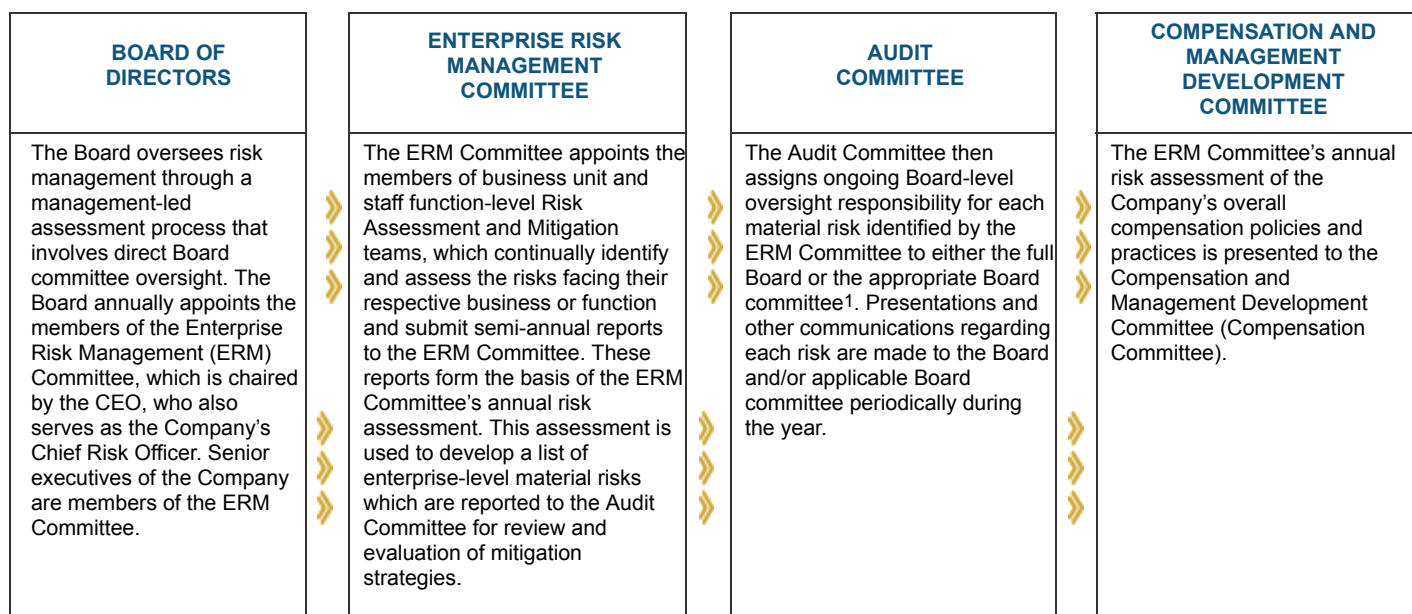 BOARD OF
DIRECTORS
The Board oversees risk
management through a
management-led
assessment process that
involves direct Board
committee oversight. The
Board annually appoints the
members of the Enterprise
Risk Management (ERM)
Committee, which is chaired
by the CEO, who also
serves as the Company’s
Chief Risk Officer. Senior
executives of the Company
are members of the ERM
Committee.
ENTERPRISE RISK
MANAGEMENT
COMMITTEE
The ERM Committee appoints the
members of business unit and
staff function-level Risk
Assessment and Mitigation
teams, which continually identify
and assess the risks facing their
respective business or function
and submit semi-annual reports
to the ERM Committee. These
reports form the basis of the ERM
Committee’s annual risk
assessment. This assessment is
used to develop a list of
enterprise-level material risks
which are reported to the Audit
Committee for review and
evaluation of mitigation
strategies.
AUDIT
COMMITTEE
The Audit Committee then
assigns ongoing Board-level
oversight responsibility for each
material risk identified by the
ERM Committee to either the full
Board or the appropriate Board
committee1. Presentations and
other communications regarding
each risk are made to the Board
and/or applicable Board
committee periodically during
the year.
COMPENSATION AND
MANAGEMENT
DEVELOPMENT
COMMITTEE
The ERM Committee’s annual
risk assessment of the
Company’s overall
compensation policies and
practices is presented to the
Compensation and
Management Development
Committee (Compensation
Committee).